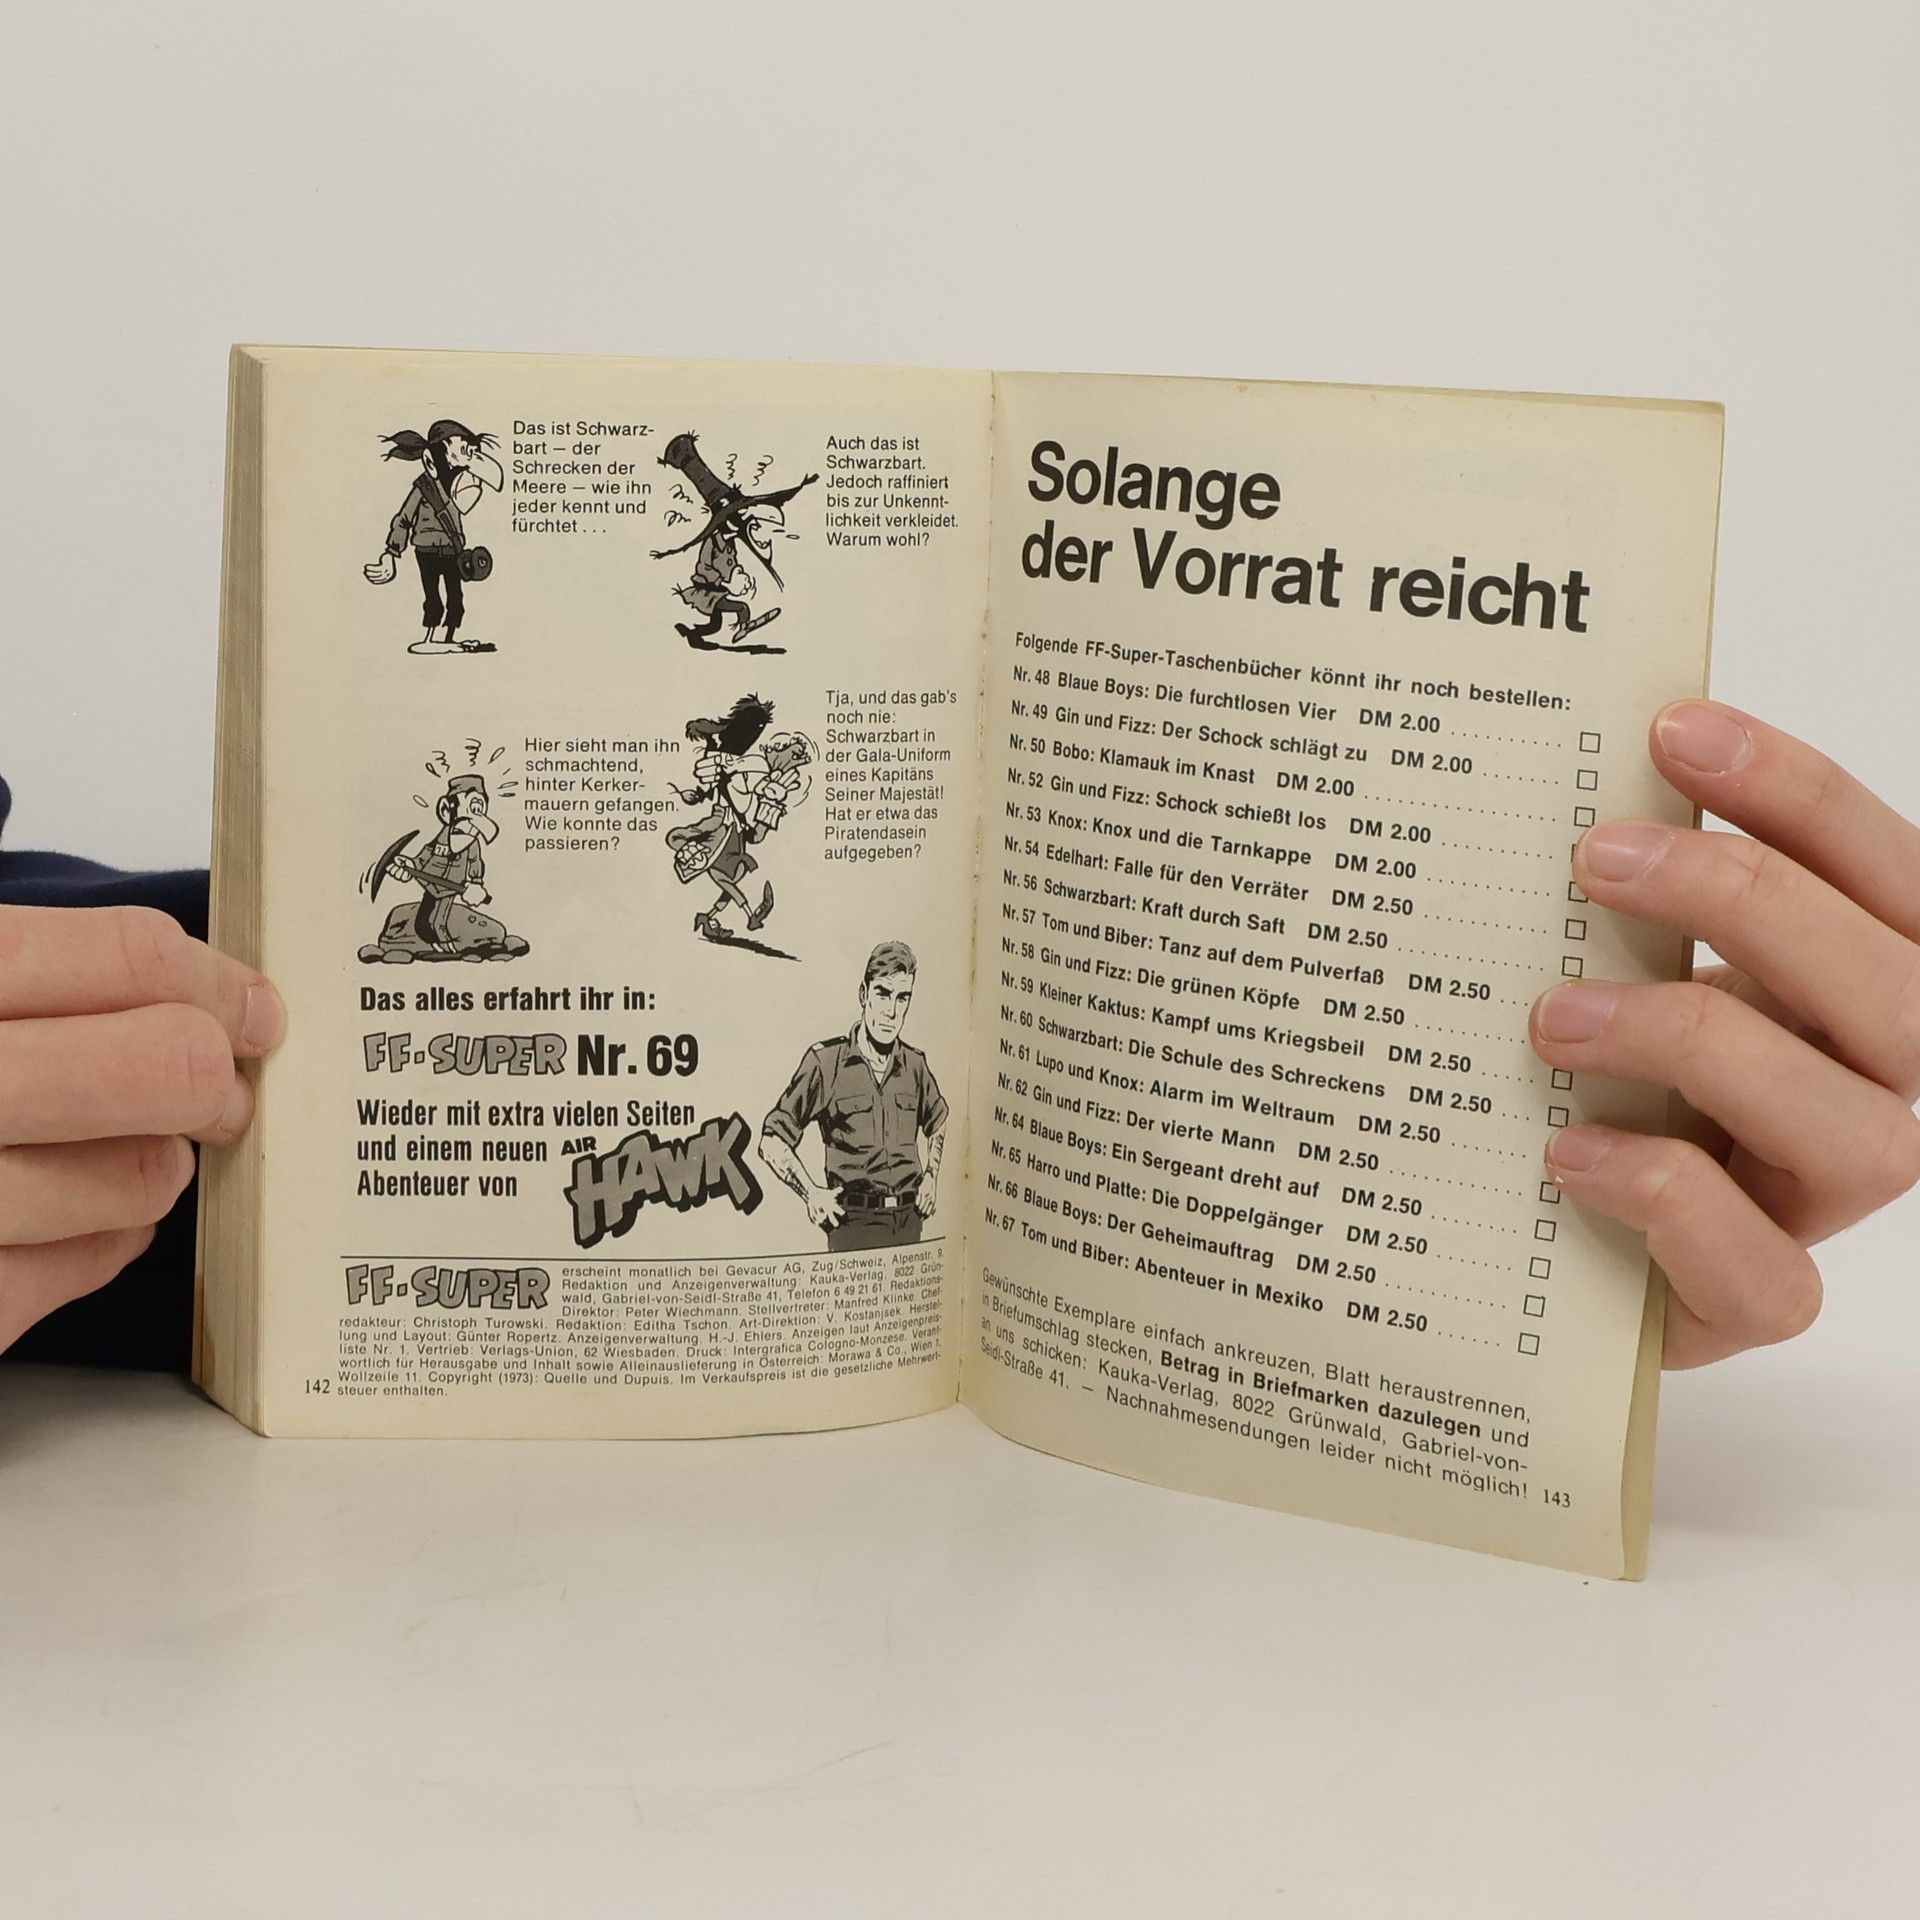 Das ist Schwarz-
bart – der
Schrecken der
Meere – wie ihn
jeder kennt und
fürchtet . . .
Auch das ist
Schwarzbart.
Jedoch raffiniert
bis zur Unkennt-
lichkeit verkleidet.
Warum wohl?
Hier sieht man ihn
schmachtend,
hinter Kerker-
mauern gefangen.
Wie konnte das
passieren?
Tja, und das gab's
noch nie:
Schwarzbart in
der Gala-Uniform
eines Kapitäns
Seiner Majestät!
Hat er etwa das
Piratendasein
aufgegeben?
Das alles erfahrt ihr in:
FF-SUPER Nr. 69
Wieder mit extra vielen Seiten
und einem neuen AIR
Abenteuer von HAWK
FF-SUPER
erscheint monatlich bei Gevacur AG, Zug/Schweiz, Alpenstr. 9.
Redaktion und Anzeigenverwaltung: Kauka-Verlag, 8022 Grün-
wald, Gabriel-von-Seidl-Straße 41, Telefon 6 49 21 61. Redaktions-
Direktor: Peter Wiechmann. Stellvertreter: Manfred Klinke. Chef-
redakteur: Christoph Turowski. Redaktion: Editha Tschon. Art-Direktion: V. Kostanjsek. Herstel-
lung und Layout: Günter Ropertz. Anzeigenverwaltung. H.-J. Ehlers. Anzeigen laut Anzeigenpreis-
liste Nr. 1. Vertrieb: Verlags-Union, 62 Wiesbaden. Druck: Intergrafica Cologno-Monzese. Verant-
wortlich für Herausgabe und Inhalt sowie Alleinauslieferung in Österreich: Morawa & Co., Wien 1,
Wollzeile 11. Copyright (1973): Quelle und Dupuis. Im Verkaufspreis ist die gesetzliche Mehrwert-
142 steuer enthalten.
Solange
der Vorrat reicht
Folgende FF-Super-Taschenbücher könnt ihr noch bestellen:
Nr. 48 Blaue Boys: Die furchtlosen Vier DM 2.00 . . . . . . . . . .
Nr. 49 Gin und Fizz: Der Schock schlägt zu DM 2.00 . . . . . . .
Nr. 50 Bobo: Klamauk im Knast DM 2.00 . . . . . . . . . . . . . . . .
Nr. 52 Gin und Fizz: Schock schießt los DM 2.00 . . . . . . . . . .
Nr. 53 Knox: Knox und die Tarnkappe DM 2.00 . . . . . . . . . . .
Nr. 54 Edelhart: Falle für den Verräter DM 2.50 . . . . . . . . . . .
Nr. 56 Schwarzbart: Kraft durch Saft DM 2.50 . . . . . . . . . . . .
Nr. 57 Tom und Biber: Tanz auf dem Pulverfaß DM 2.50 . . . .
Nr. 58 Gin und Fizz: Die grünen Köpfe DM 2.50 . . . . . . . . . .
Nr. 59 Kleiner Kaktus: Kampf ums Kriegsbeil DM 2.50 . . . . .
Nr. 60 Schwarzbart: Die Schule des Schreckens DM 2.50 . . .
Nr. 61 Lupo und Knox: Alarm im Weltraum DM 2.50 . . . . . . .
Nr. 62 Gin und Fizz: Der vierte Mann DM 2.50 . . . . . . . . . . .
Nr. 64 Blaue Boys: Ein Sergeant dreht auf DM 2.50 . . . . . . . .
Nr. 65 Harro und Platte: Die Doppelgänger DM 2.50 . . . . . . .
Nr. 66 Blaue Boys: Der Geheimauftrag DM 2.50 . . . . . . . . . .
Nr. 67 Tom und Biber: Abenteuer in Mexiko DM 2.50 . . . . . .
Gewünschte Exemplare einfach ankreuzen, Blatt heraustrennen,
in Briefumschlag stecken, Betrag in Briefmarken dazulegen und
an uns schicken: Kauka-Verlag, 8022 Grünwald, Gabriel-von-
Seidl-Straße 41. – Nachnahmesendungen leider nicht möglich! 143